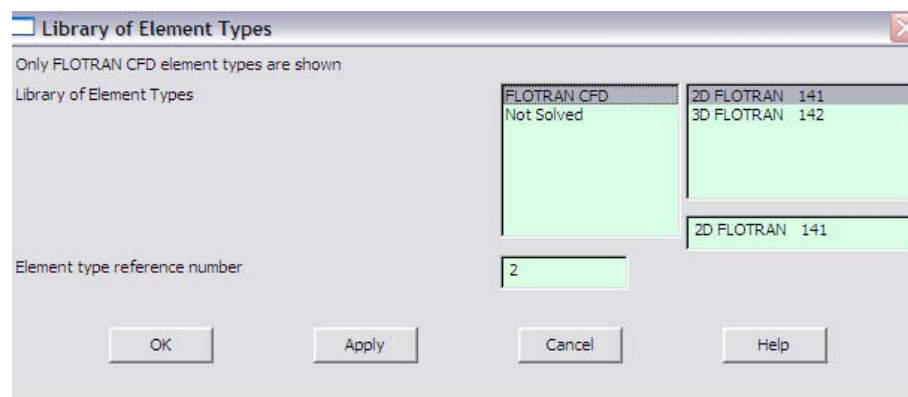 Library of Element Types
Only FLOTRAN CFD element types are shown
Library of Element Types
FLOTRAN CFD
Not Solved
2D FLOTRAN 141
3D FLOTRAN 142
2D FLOTRAN 141
Element type reference number
2
OK
Apply
Cancel
Help